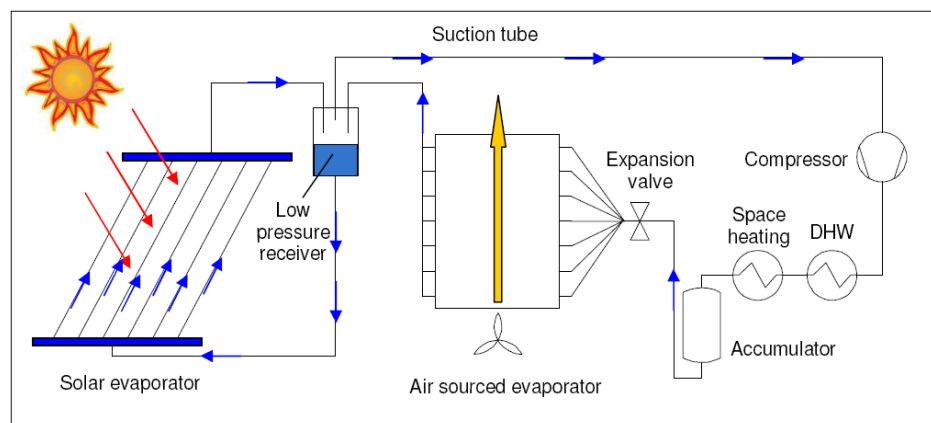 Suction tube
Low
pressure
receiver
Expansion
valve
Compressor
Space
heating
DHW
Accumulator
Solar evaporator
Air sourced evaporator